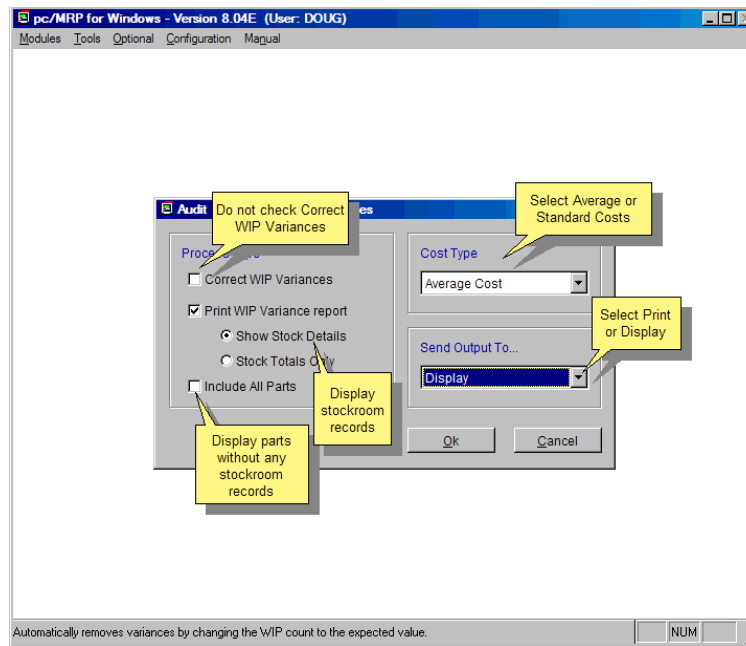 pc/MRP for Windows - Version 8.04E (User: DOUG)
Modules Tools Optional Configuration Manual
Audit es
Do not check Correct
WIP Variances
Select Average or
Standard Costs
Correct WIP Variances
Print WIP Variance report
Show Stock Details
Stock Totals Only
Include All Parts
Cost Type
Average Cost
Select Print
or Display
Send Output To...
Display
Display
stockroom
records
Display parts
without any
stockroom
records
Ok Cancel
Automatically removes variances by changing the WIP count to the expected value. NUM